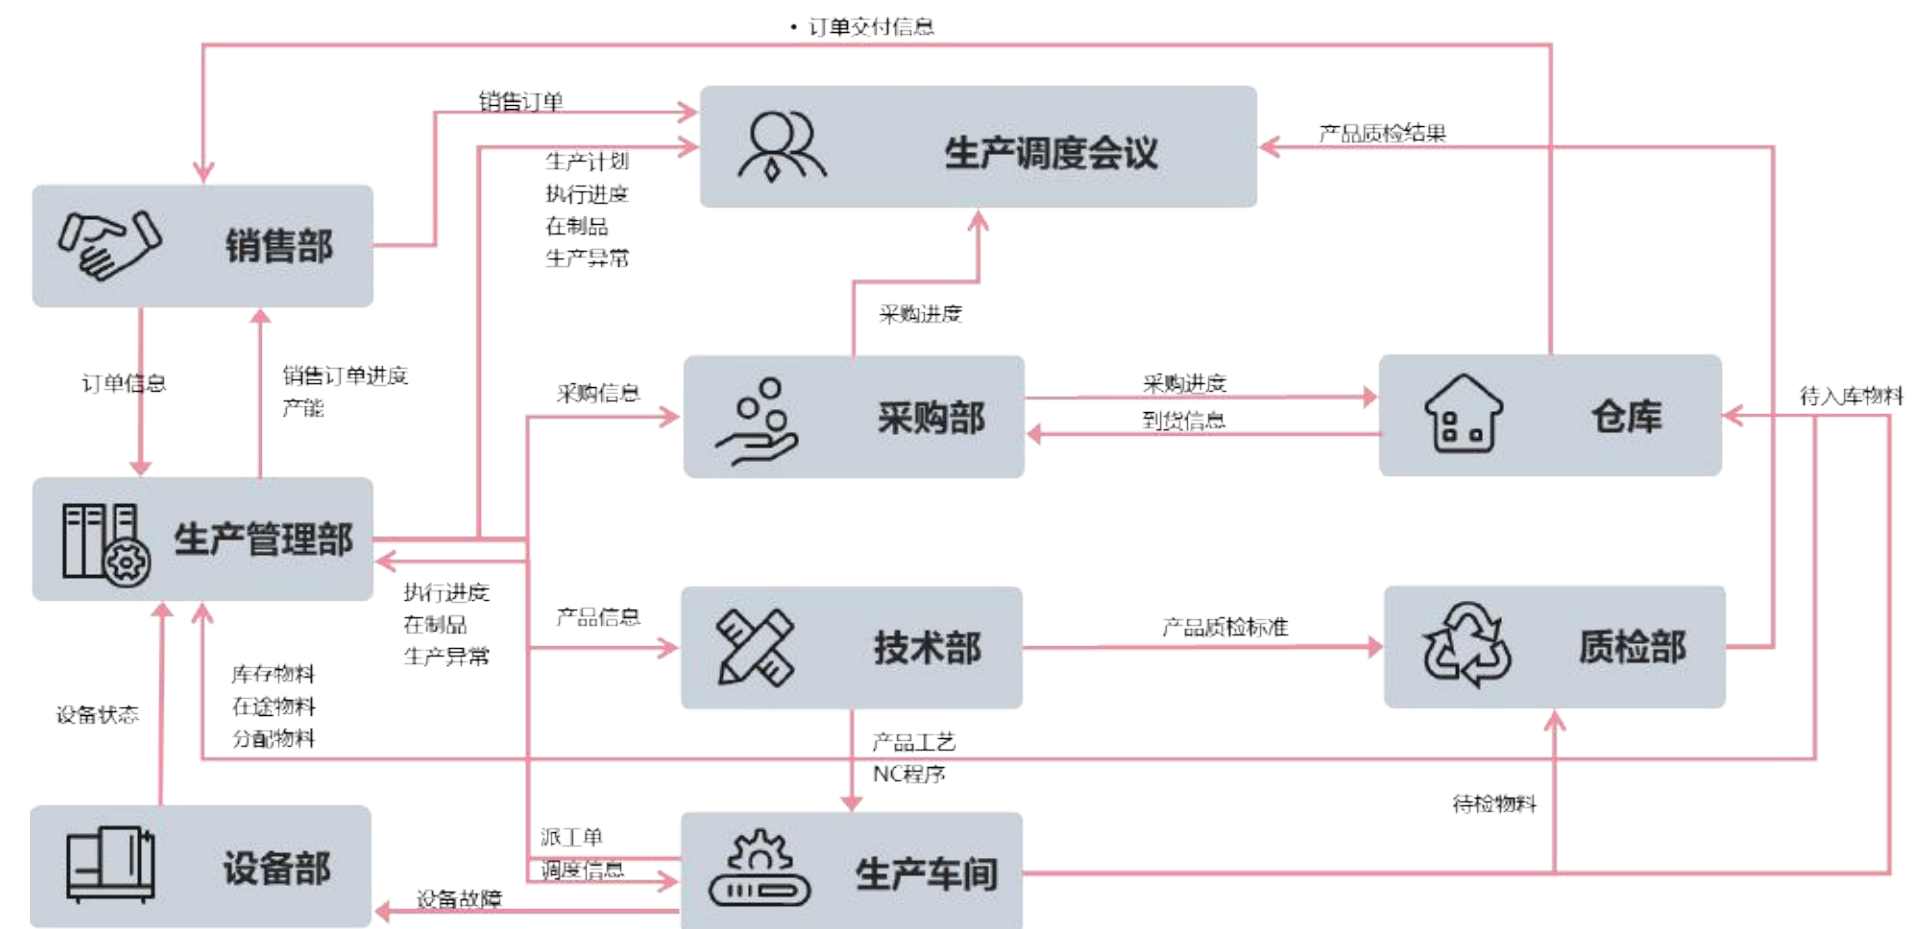 • 订单交付信息
销售订单
生产调度会议
产品质检结果
生产计划
执行进度
在制品
生产异常
销售部
采购进度
订单信息
销售订单进度
产能
采购信息
采购部
采购进度
到货信息
仓库
待入库物料
生产管理部
执行进度
在制品
生产异常
产品信息
技术部
产品质检标准
质检部
设备状态
库存物料
在途物料
分配物料
产品工艺
NC程序
待检物料
设备部
派工单
调度信息
生产车间
设备故障